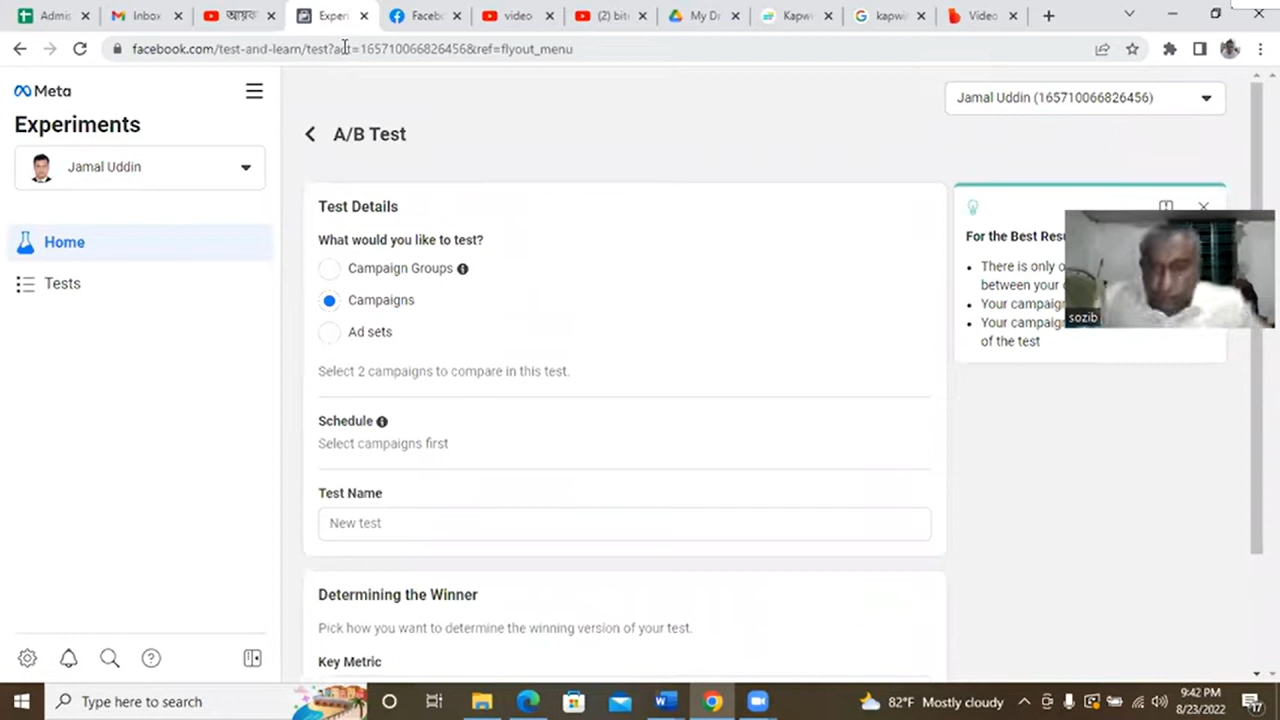 Admis
Inbox
আয়ক
Experi
Facebo
video
(2) bit
My Dr
Kapwi
kapwi
Video
facebook.com/test-and-learn/test?act=165710066826456&ref=flyout_menu
Meta
Experiments
Jamal Uddin
Home
Tests
Jamal Uddin (165710066826456)
A/B Test
Test Details
What would you like to test?
Campaign Groups
Campaigns
Ad sets
Select 2 campaigns to compare in this test.
Schedule
Select campaigns first
Test Name
New test
Determining the Winner
Pick how you want to determine the winning version of your test.
Key Metric
For the Best Resu
There is only o
between your c
Your campaign
Your campaign
of the test
sozib
Type here to search
82°F Mostly cloudy
9:42 PM
8/23/2022
17